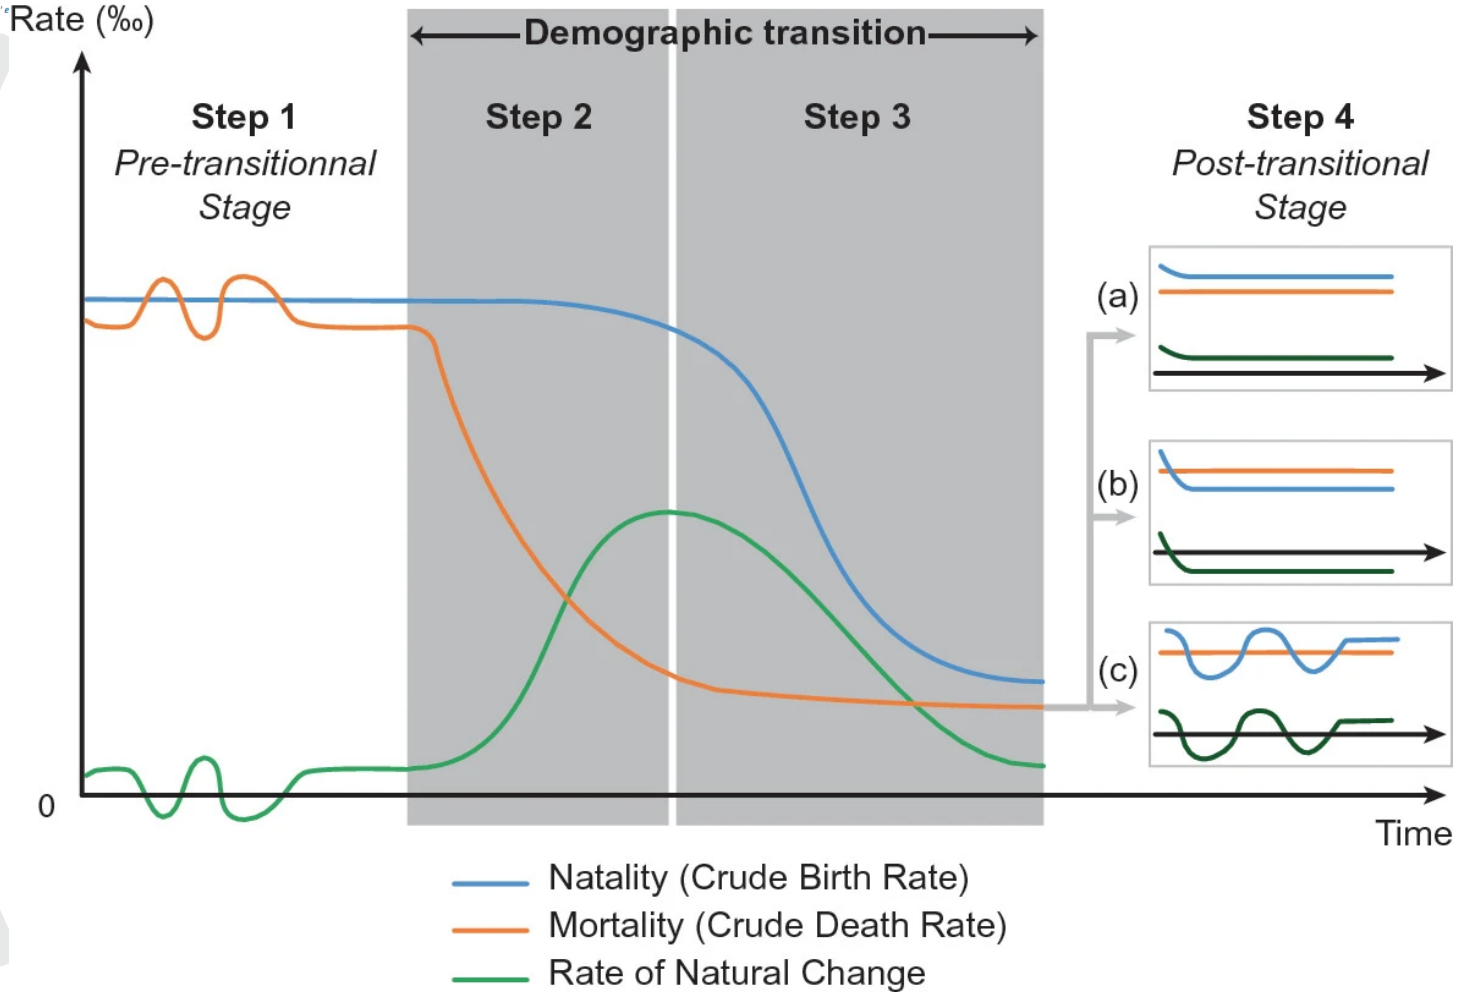 Rate (‰)
Demographic transition
Step 1
Pre-transitionnal
Stage
Step 2
Step 3
Step 4
Post-transitional
Stage
(a)
(b)
(c)
0
Time
Natality (Crude Birth Rate)
Mortality (Crude Death Rate)
Rate of Natural Change